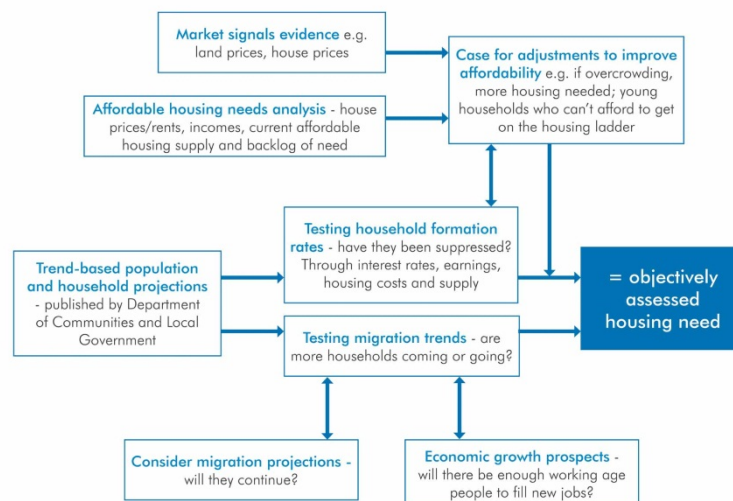 Market signals evidence e.g.
land prices, house prices
Case for adjustments to improve
affordability e.g. if overcrowding,
more housing needed; young
households who can't afford to get
on the housing ladder
Affordable housing needs analysis - house
prices/rents, incomes, current affordable
housing supply and backlog of need
Testing household formation
rates - have they been suppressed?
Through interest rates, earnings,
housing costs and supply
Trend-based population
and household projections
- published by Department
of Communities and Local
Government
= objectively
assessed
housing need
Testing migration trends - are
more households coming or going?
Consider migration projections -
will they continue?
Economic growth prospects -
will there be enough working age
people to fill new jobs?